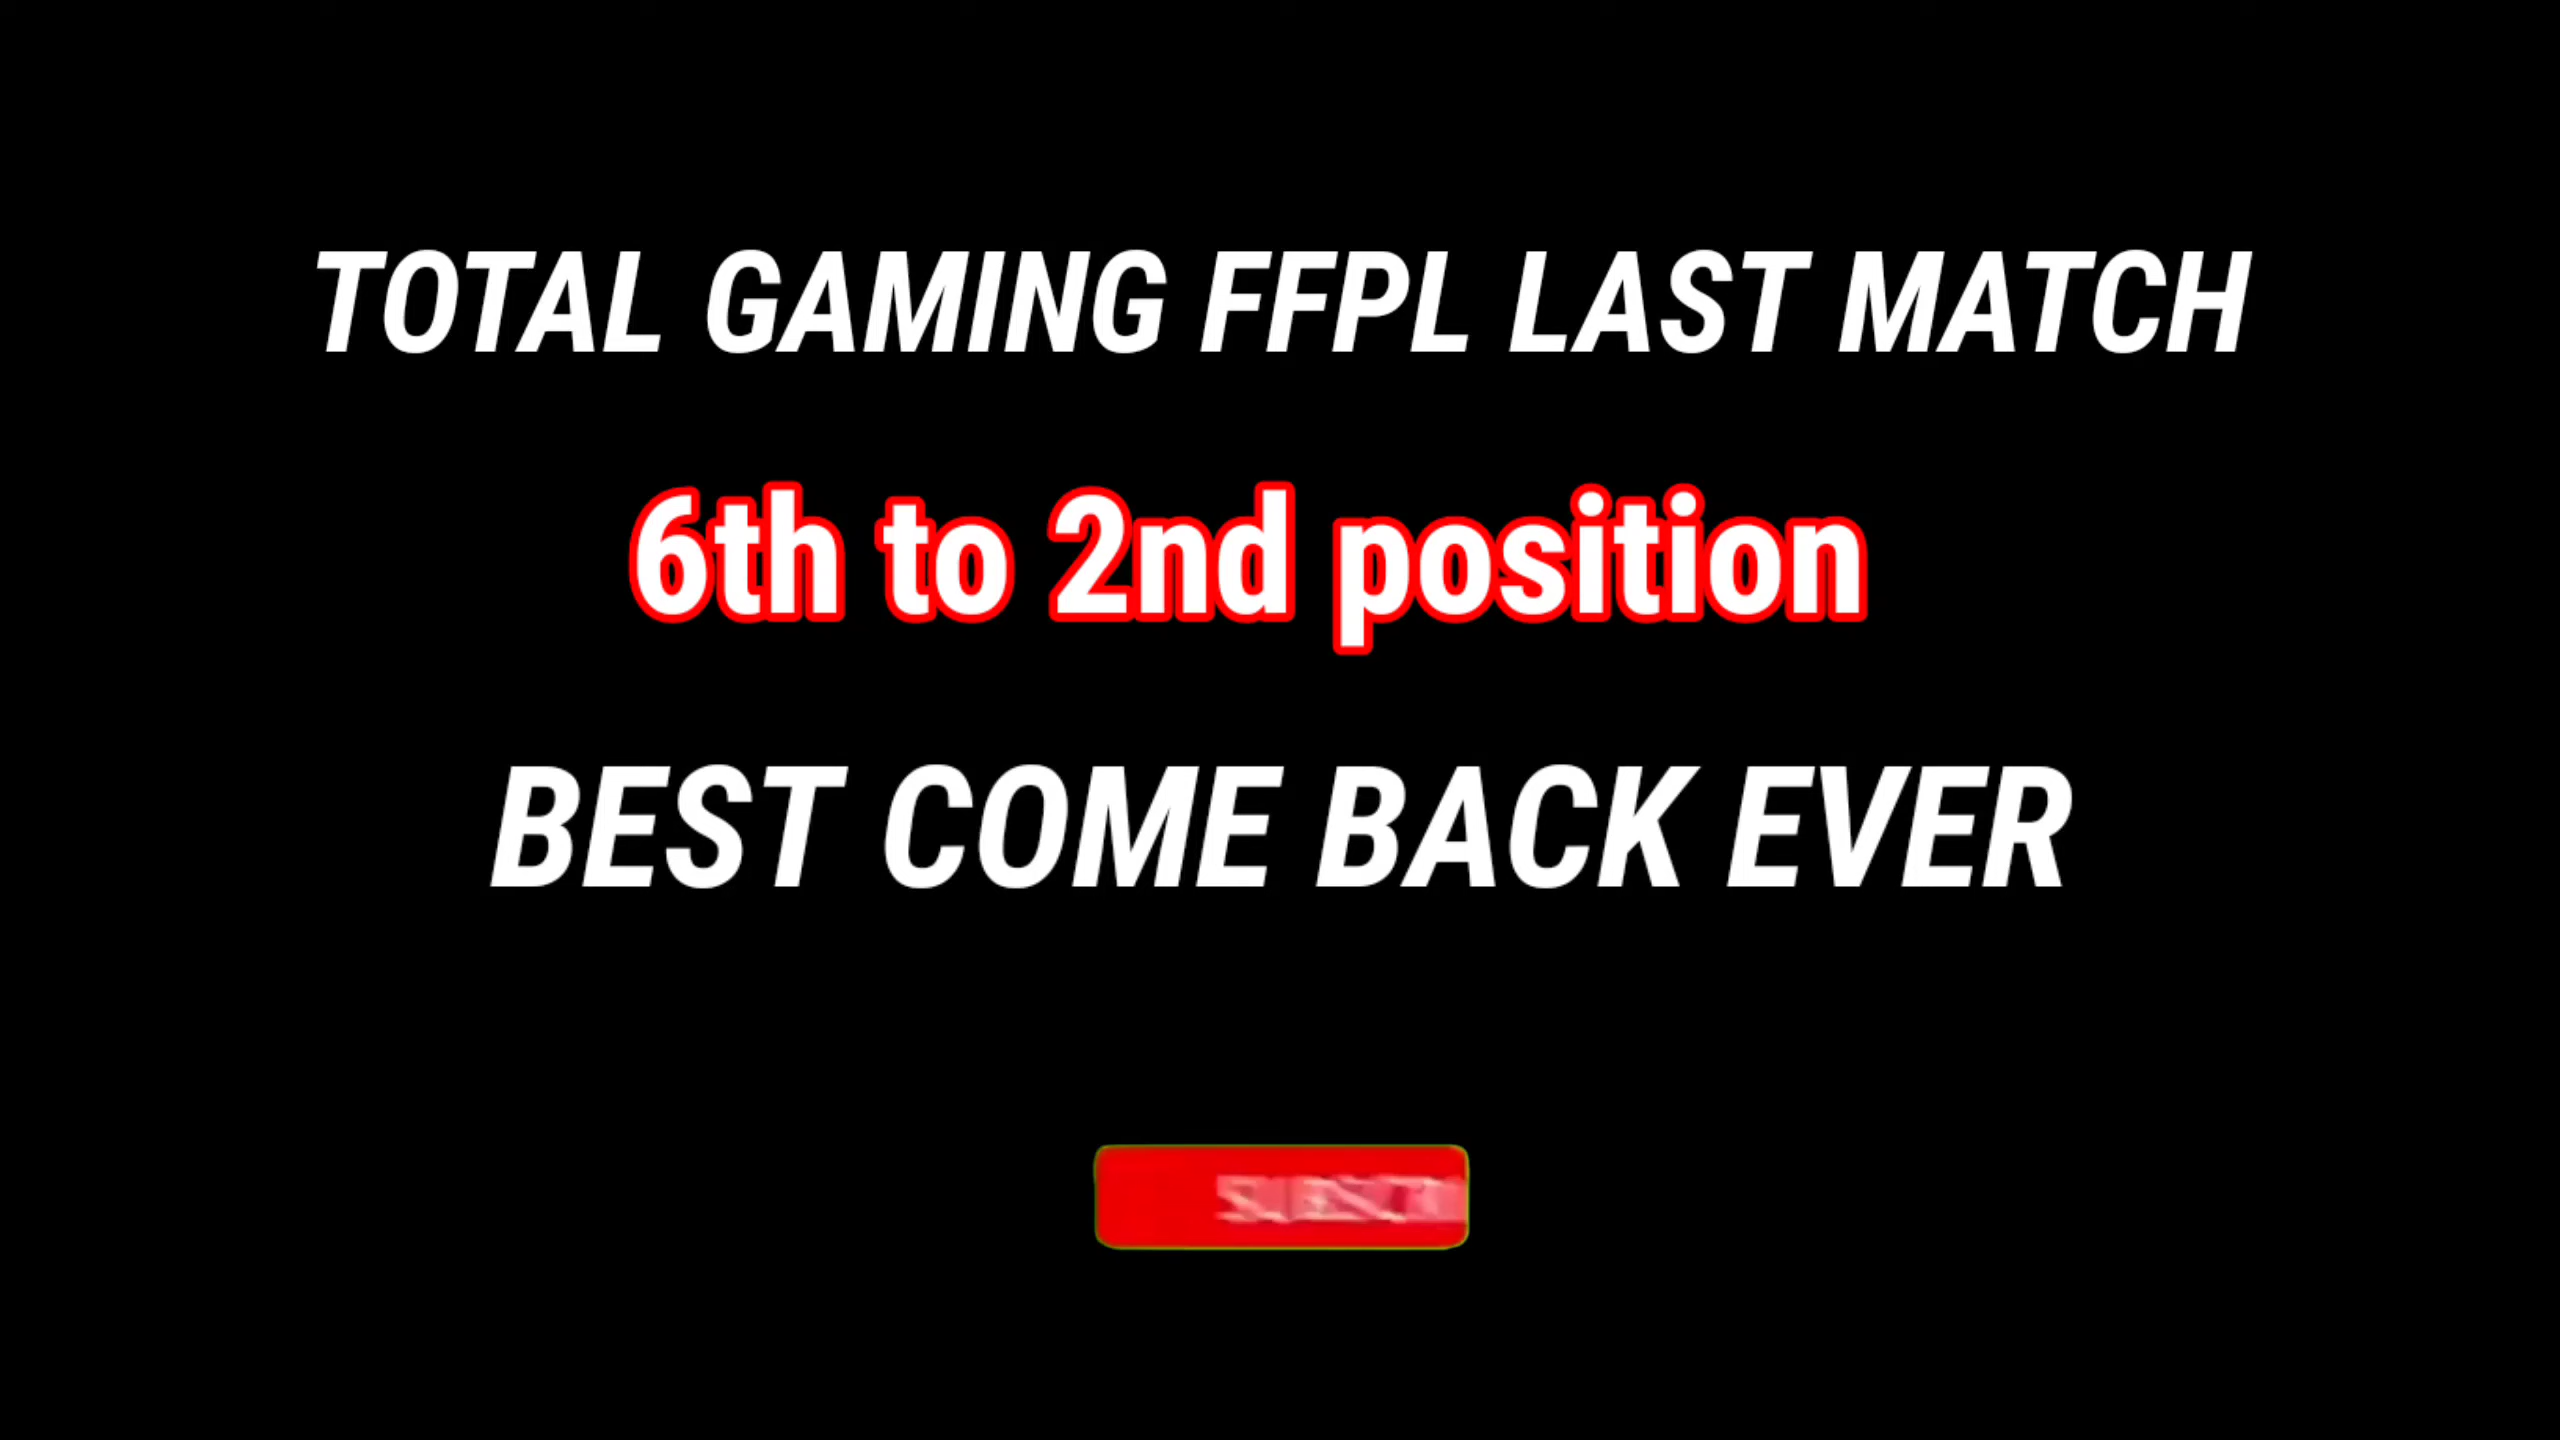 TOTAL GAMING FFPL LAST MATCH
6th to 2nd position
BEST COME BACK EVER